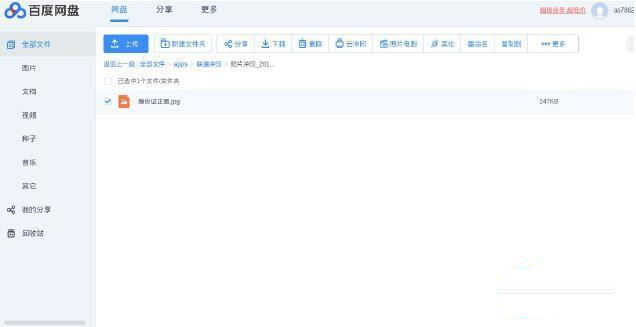 百度网盘
网盘 分享 更多
超级会员 超低价
as7862
全部文件
图片
文档
视频
种子
音乐
其它
我的分享
回收站
上传 新建文件夹 分享 下载 删除 云冲印 照片电影 美化 重命名 复制到 更多
返回上一级 | 全部文件 > apps > 联通冲印 > 照片冲印_201...
已选中1个文件/文件夹
身份证正面.jpg 247KB